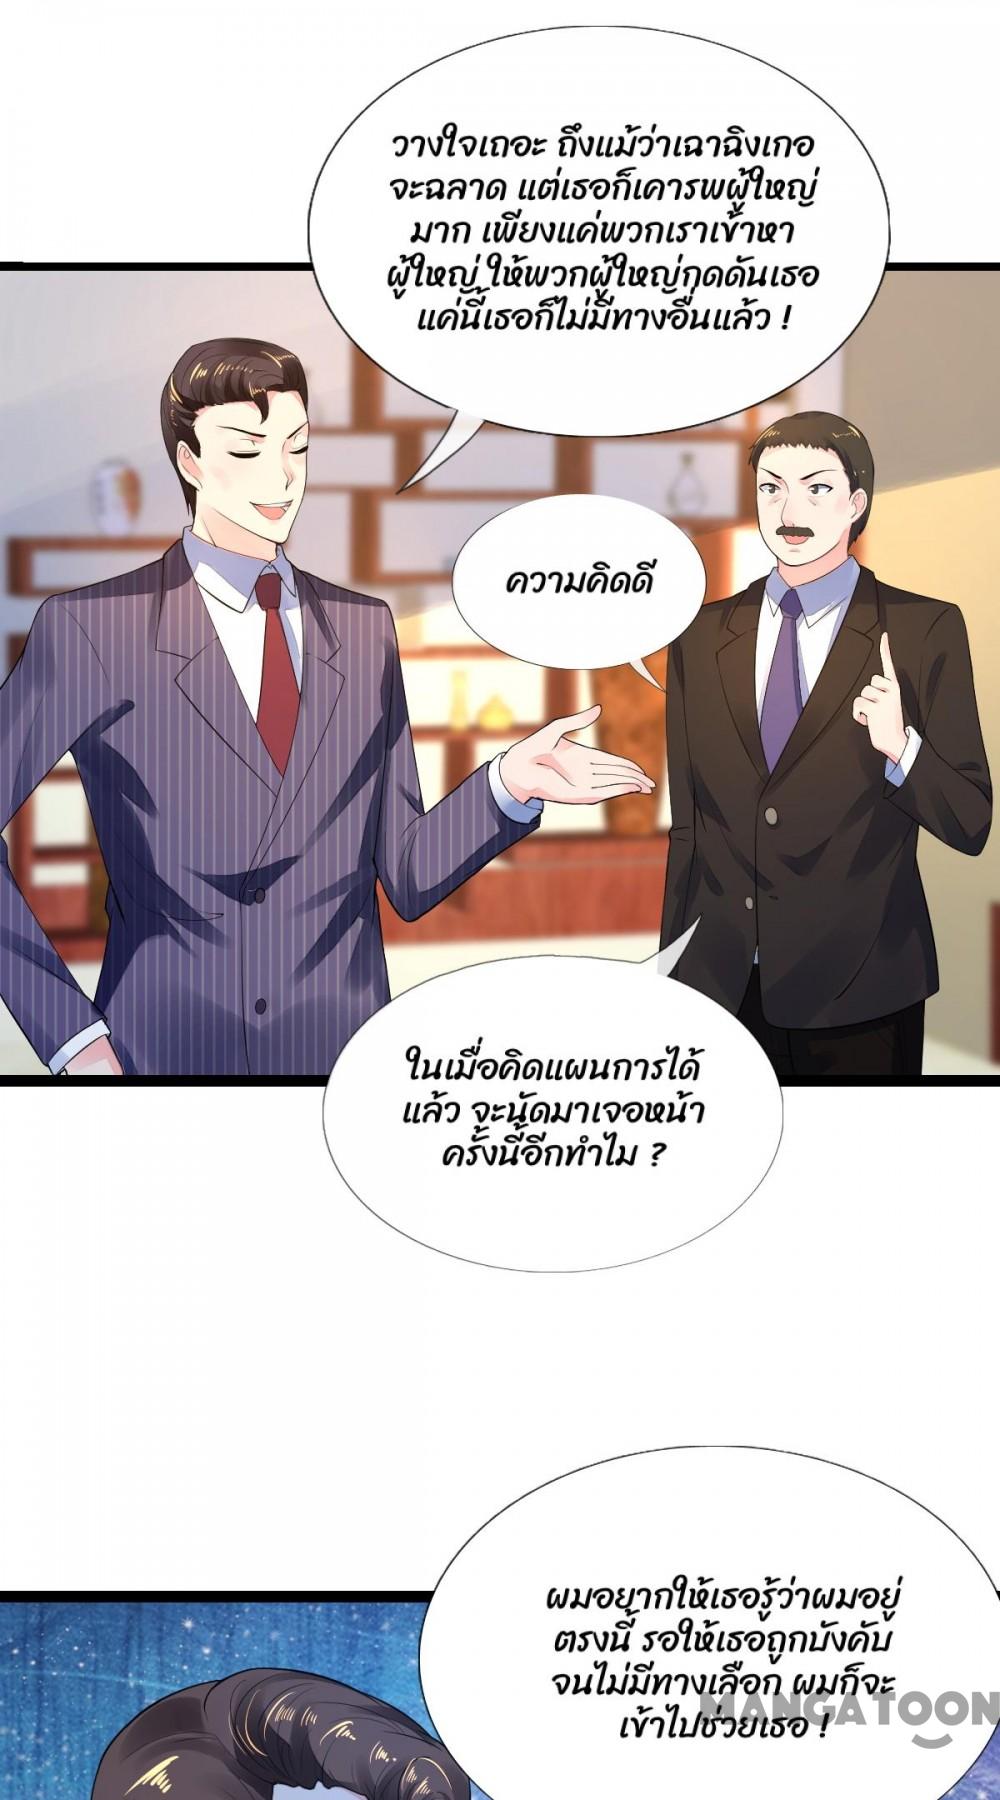 วางใจเถอะ ถึงแม้ว่าเฉาฉิงเกอ
จะฉลาด แต่เธอก็เคารพผู้ใหญ่
มาก เพียงแค่พวกเราเข้าหา
ผู้ใหญ่ ให้พวกผู้ใหญ่กดดันเธอ
แค่นี้เธอก็ไม่มีทางอื่นแล้ว !
ความคิดดี
ในเมื่อคิดแผนการได้
แล้ว จะนัดมาเจอหน้า
ครั้งนี้อีกทำไม ?
ผมอยากให้เธอรู้ว่าผมอยู่
ตรงนี้ รอให้เธอถูกบังคับ
จนไม่มีทางเลือก ผมก็จะ
เข้าไปช่วยเธอ !
MANGATOON